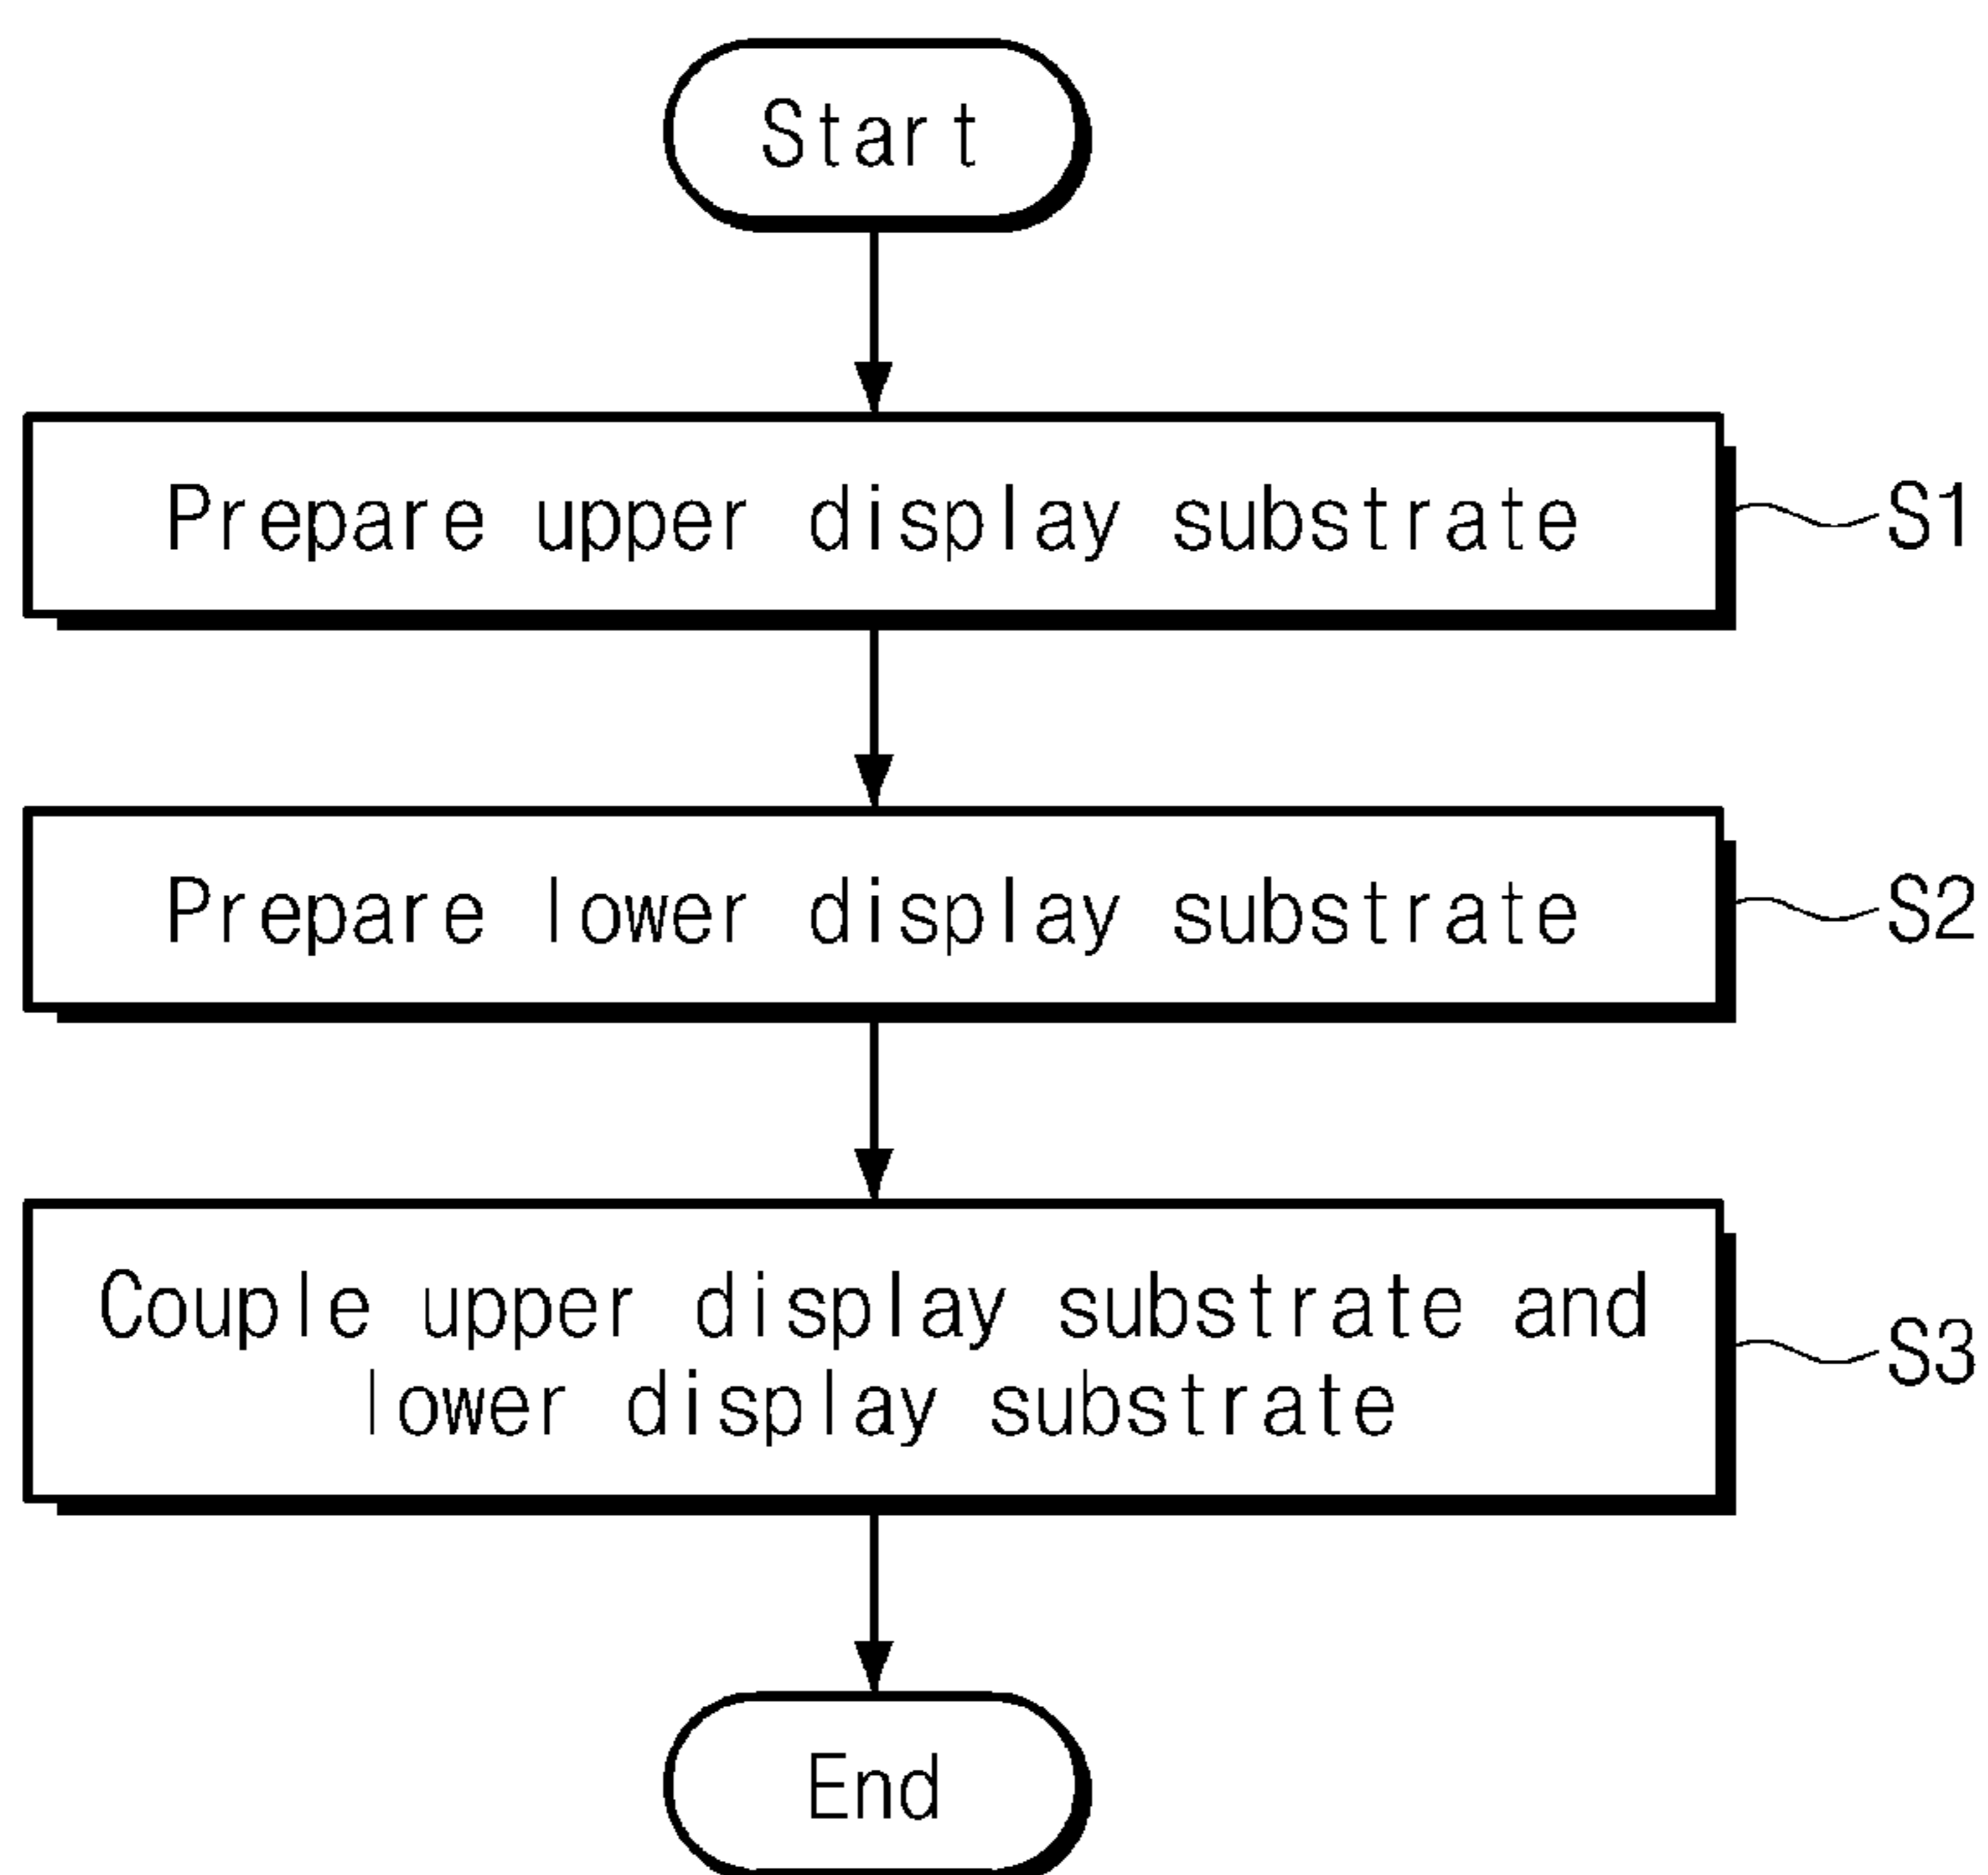 Start
Prepare upper display substrate
S1
Prepare lower display substrate
S2
Couple upper display substrate and
lower display substrate
S3
End